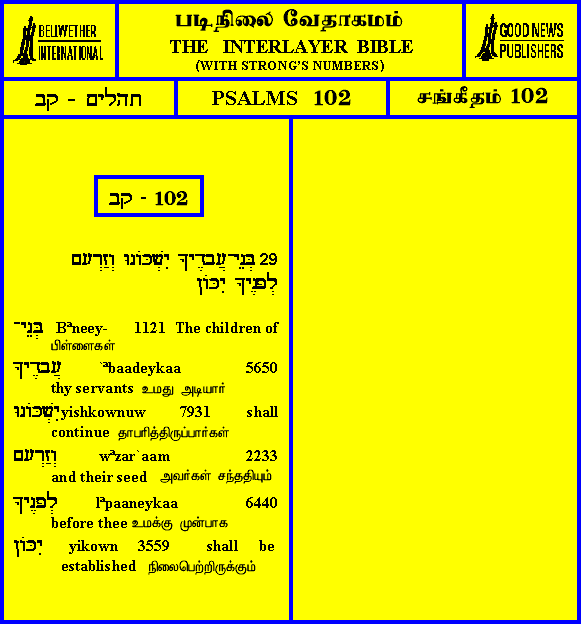 BELLWETHER
INTERNATIONAL
படிநிலை வேதாகமம்
THE INTERLAYER BIBLE
(WITH STRONG'S NUMBERS)
GOOD NEWS
PUBLISHERS
תהלים - קב
PSALMS 102
சங்கீதம் 102
קב - 102
29 בְּנֵי־עֲבָדֶיךָ יִשְׁכּוֹנוּ וְזַרְעָם
לְפָנֶיךָ יִכּוֹן
בְּנֵי־ Bᵊneey- 1121 The children of
பிள்ளைகள்
עֲבָדֶיךָ `ᵃbaadeykaa 5650
thy servants உமது அடியார்
יִשְׁכּוֹנוּ yishkownuw 7931 shall
continue தாபரித்திருப்பார்கள்
וְזַרְעָם wᵊzar`aam 2233
and their seed அவர்கள் சந்ததியும்
לְפָנֶיךָ lᵊpaaneykaa 6440
before thee உமக்கு முன்பாக
יִכּוֹן yikown 3559 shall be
established நிலைபெற்றிருக்கும்